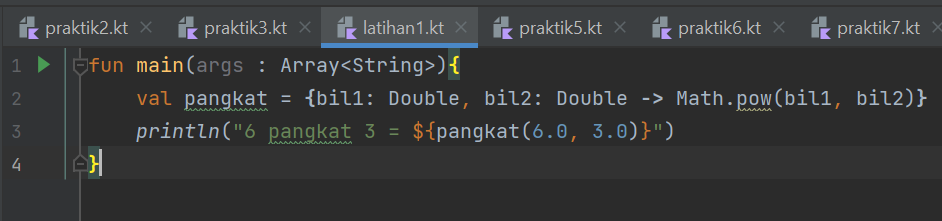 praktik2.kt praktik3.kt latihan1.kt praktik5.kt praktik6.kt praktik7.kt
1 fun main(args : Array<String>){
2 val pangkat = {bil1: Double, bil2: Double -> Math.pow(bil1, bil2)}
3 println("6 pangkat 3 = ${pangkat(6.0, 3.0)}")
4 }